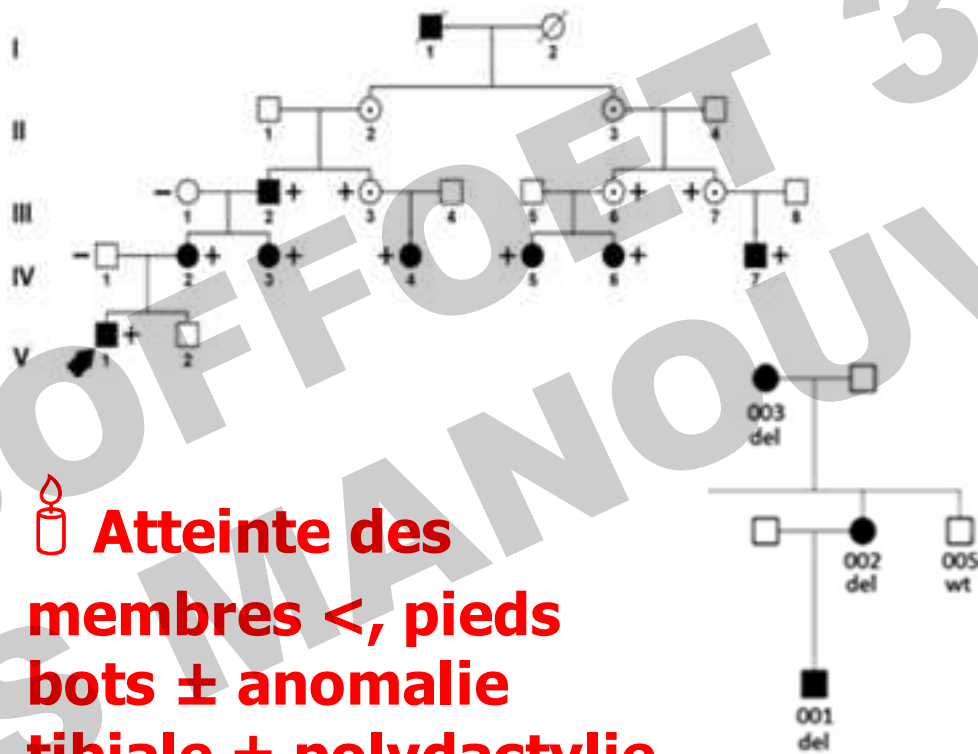 I
1 2
II
1 2 3 4
III
- + + + +
1 2 3 4 5 6 7 8
IV
- + + + + + +
1 2 3 4 5 6 7
V
+
1 2
003
del
Atteinte des
membres <, pieds
bots ± anomalie
002
del
005
wt
001
del